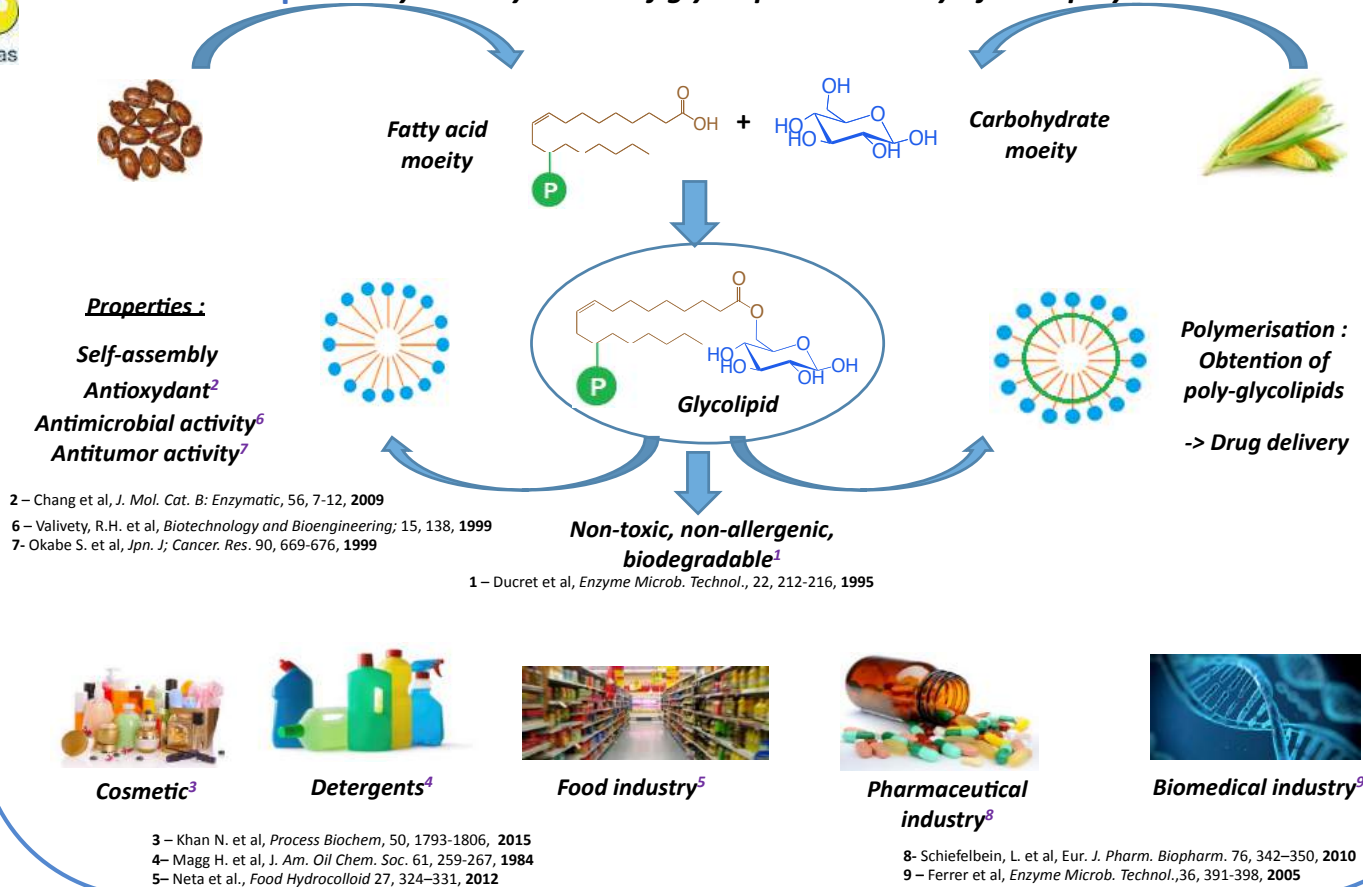 as
Fatty acid
moeity
O
OH
P
+
OH
O
HO
HO
OH
OH
Carbohydrate
moeity
Properties :
Self-assembly
Antioxydant2
Antimicrobial activity6
Antitumor activity7
O
O
HO
O
HO
OH
OH
P
Glycolipid
Polymerisation :
Obtention of
poly-glycolipids
-> Drug delivery
2 – Chang et al, J. Mol. Cat. B: Enzymatic, 56, 7-12, 2009
6 – Valivety, R.H. et al, Biotechnology and Bioengineering; 15, 138, 1999
7- Okabe S. et al, Jpn. J; Cancer. Res. 90, 669-676, 1999
Non-toxic, non-allergenic,
biodegradable1
1 – Ducret et al, Enzyme Microb. Technol., 22, 212-216, 1995
Cosmetic3
Detergents4
Food industry5
Pharmaceutical
industry8
Biomedical industry9
3 – Khan N. et al, Process Biochem, 50, 1793-1806, 2015
4– Magg H. et al, J. Am. Oil Chem. Soc. 61, 259-267, 1984
5– Neta et al., Food Hydrocolloid 27, 324–331, 2012
8- Schiefelbein, L. et al, Eur. J. Pharm. Biopharm. 76, 342–350, 2010
9 – Ferrer et al, Enzyme Microb. Technol.,36, 391-398, 2005